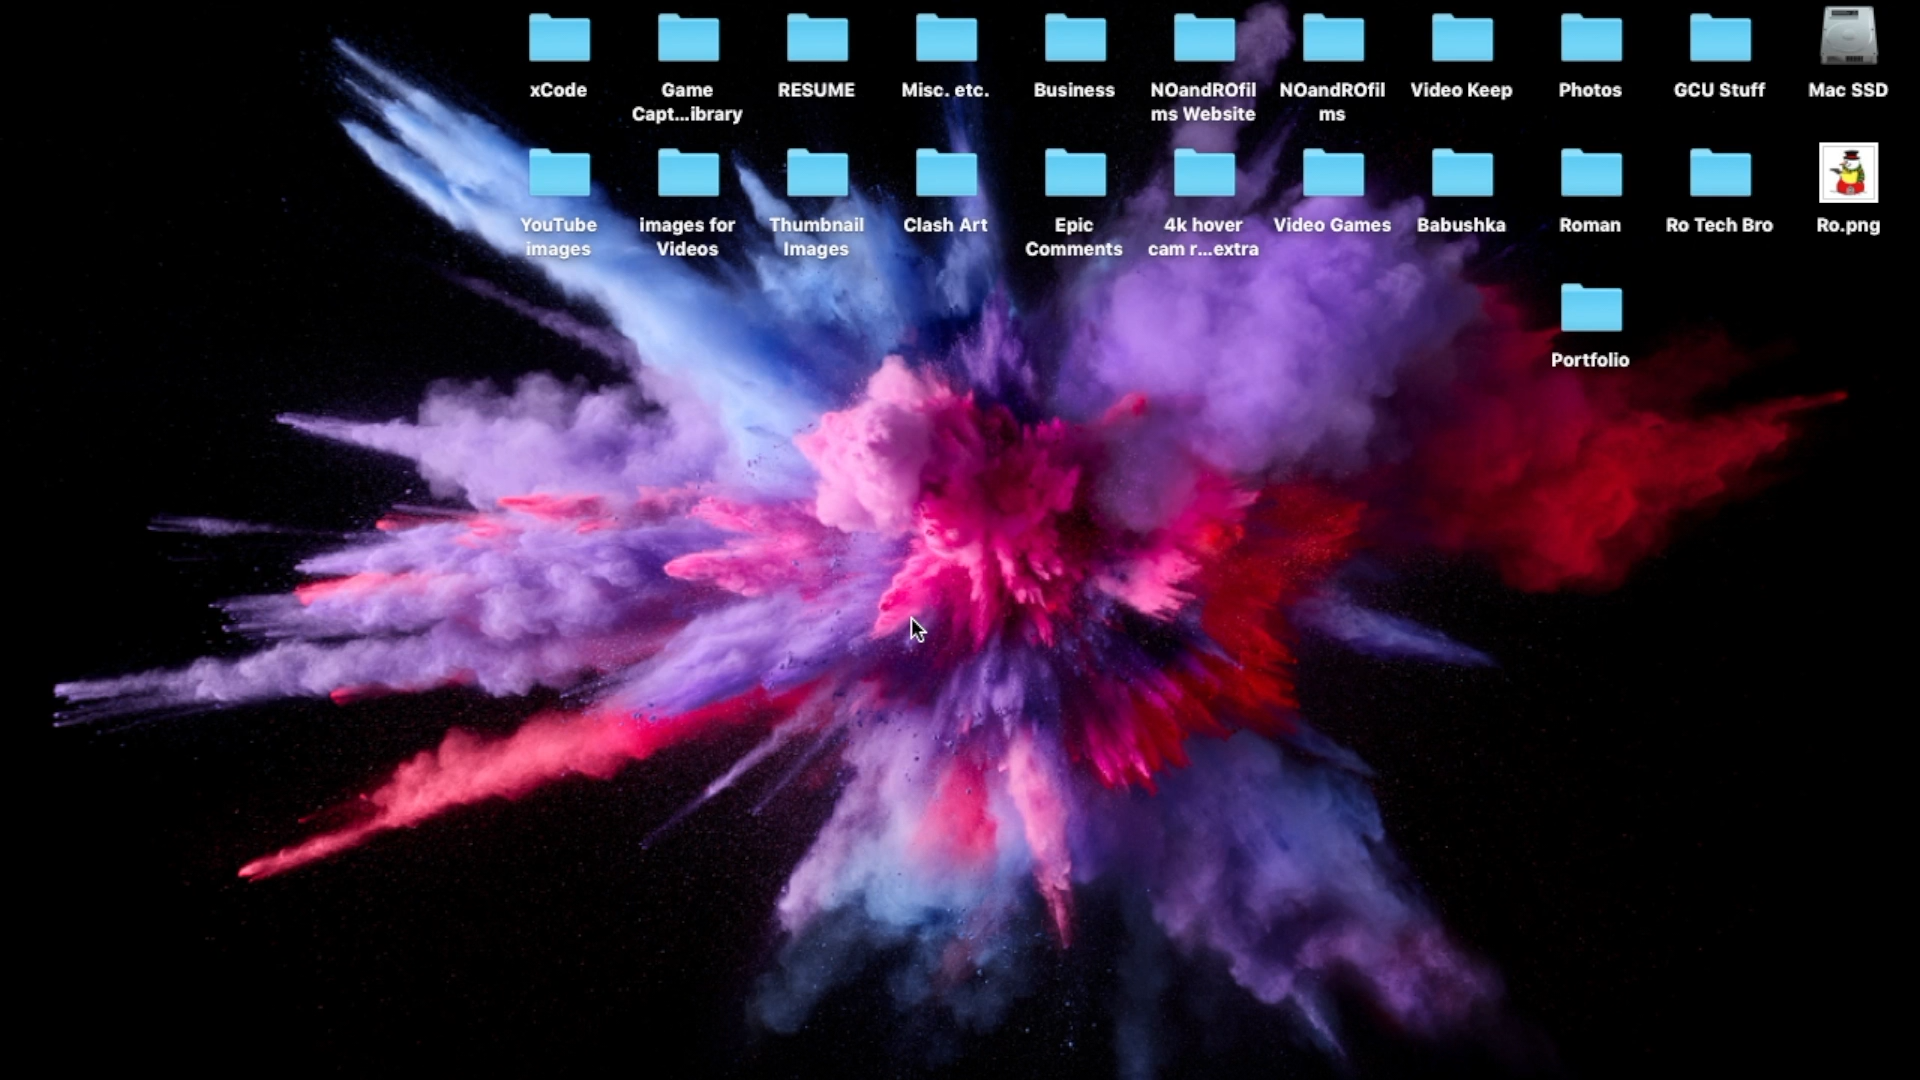 xCode
Game
Capt...ibrary
RESUME
Misc. etc.
Business
NOandROfil
ms Website
NOandROfil
ms
Video Keep
Photos
GCU Stuff
Mac SSD
YouTube
images
images for
Videos
Thumbnail
Images
Clash Art
Epic
Comments
4k hover
cam r...extra
Video Games
Babushka
Roman
Ro Tech Bro
Ro.png
Portfolio